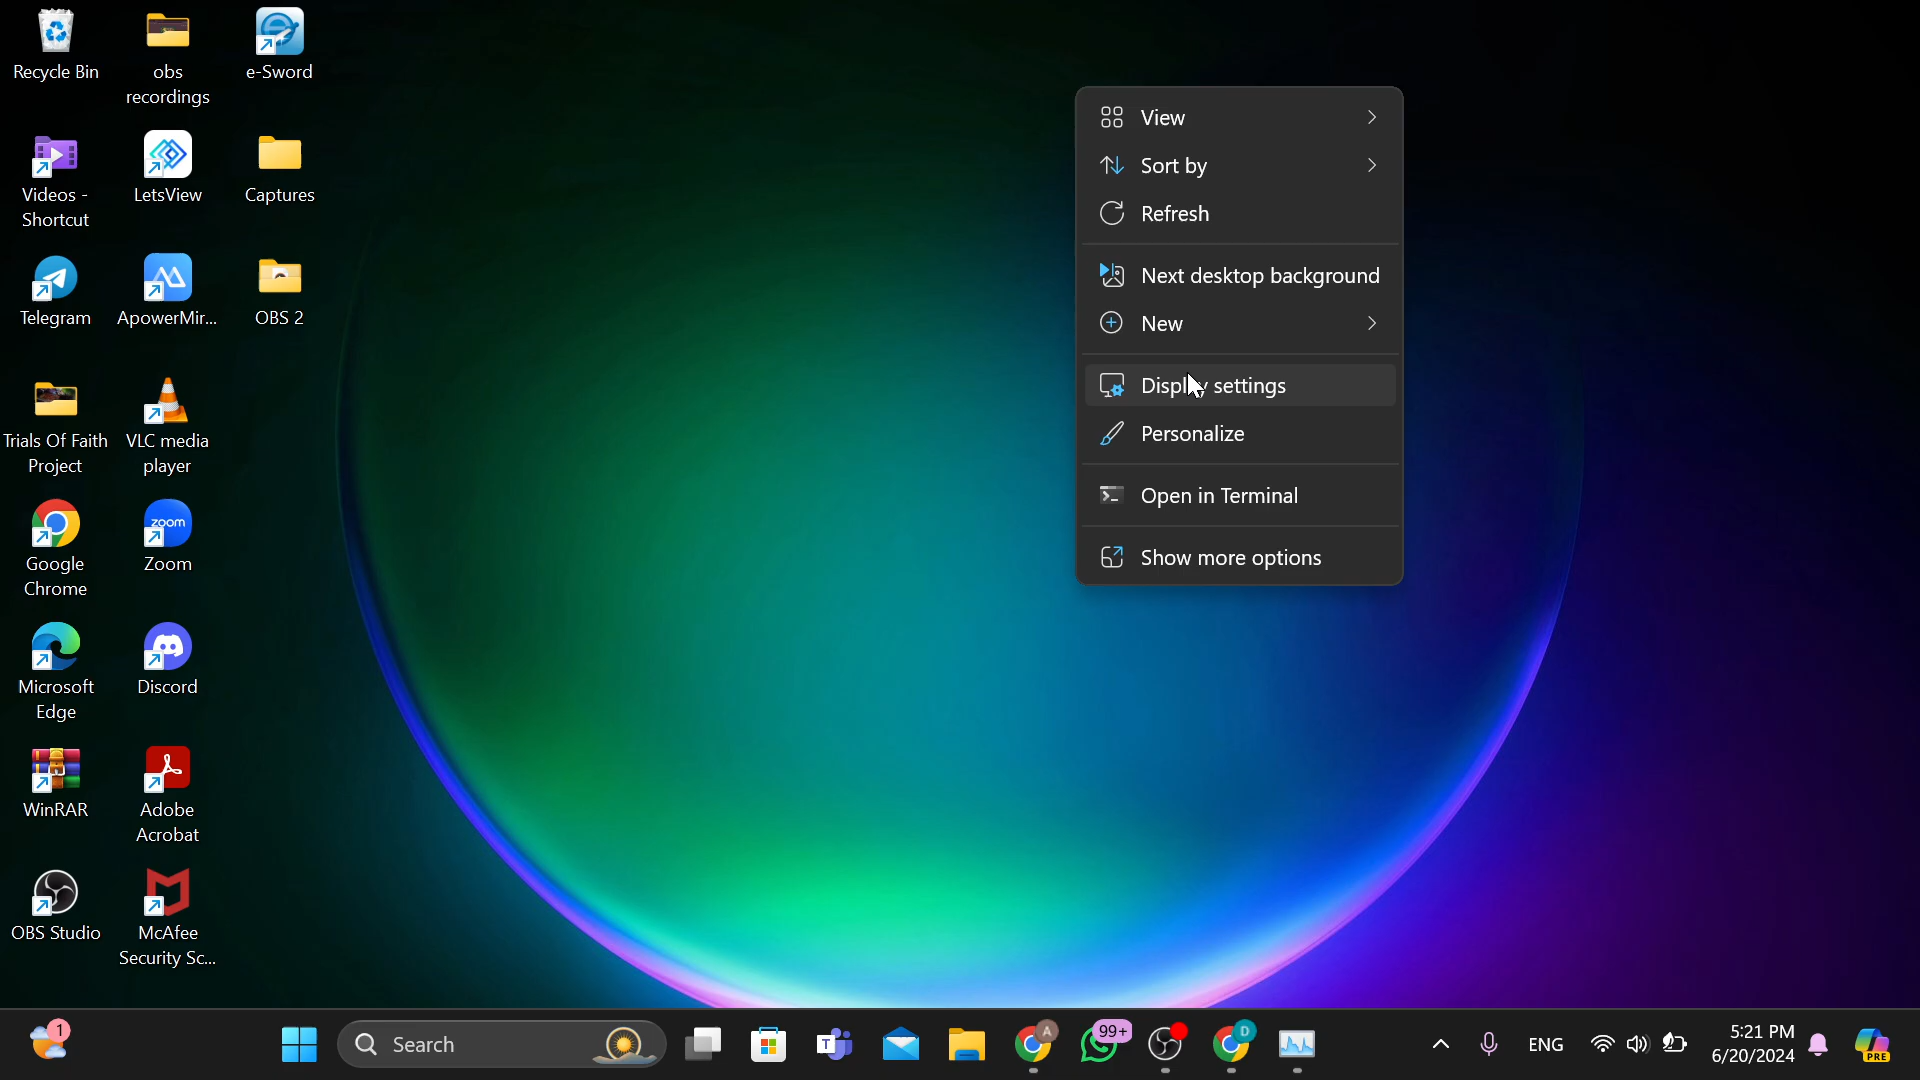 Recycle Bin
obs
recordings
e-Sword
Videos -
Shortcut
LetsView
Captures
Telegram
ApowerMir...
OBS 2
Trials Of Faith
Project
VLC media
player
Google
Chrome
zoom
Zoom
Microsoft
Edge
Discord
WinRAR
Adobe
Acrobat
OBS Studio
McAfee
Security Sc...
View
Sort by
Refresh
Next desktop background
New
Display settings
Personalize
Open in Terminal
Show more options
1
Search
T
A
99+
D
ENG
5:21 PM
6/20/2024
PRE